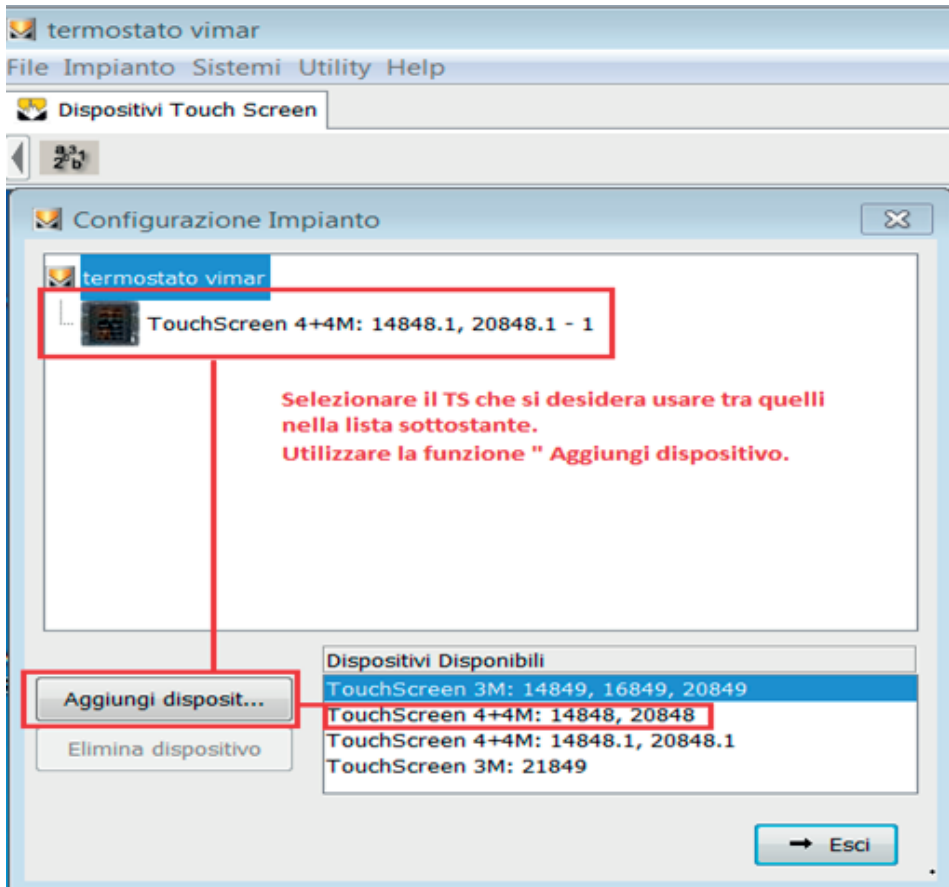 termostato vimar
File Impianto Sistemi Utility Help
Dispositivi Touch Screen
Configurazione Impianto
termostato vimar
TouchScreen 4+4M: 14848.1, 20848.1 - 1
Selezionare il TS che si desidera usare tra quelli
nella lista sottostante.
Utilizzare la funzione " Aggiungi dispositivo.
Dispositivi Disponibili
Aggiungi disposit...
TouchScreen 3M: 14849, 16849, 20849
TouchScreen 4+4M: 14848, 20848
Elimina dispositivo
TouchScreen 4+4M: 14848.1, 20848.1
TouchScreen 3M: 21849
→ Esci